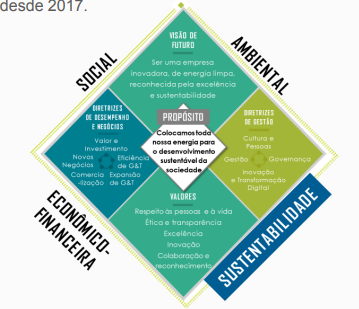 desde 2017.
SOCIAL
AMBIENTAL
VISÃO DE
FUTURO
Ser uma empresa
inovadora, de energia limpa,
reconhecida pela excelência
e sustentabilidade
DIRETRIZES
DE DESEMPENHO
E NEGÓCIOS
Valor e
Investimento
Novos
Negócios
Eficiência
de G&T
Comercia
-lização
Expansão
de G&T
PROPÓSITO
Colocamos toda
nossa energia para
o desenvolvimento
sustentável da
sociedade
DIRETRIZES
DE GESTÃO
Cultura e
Pessoas
Gestão
Governança
Inovação
e Transformação
Digital
VALORES
Respeito às pessoas e à vida
Ética e transparência
Excelência
Inovação
Colaboração e
reconhecimento
ECONÔMICO-
FINANCEIRA
SUSTENTABILIDADE